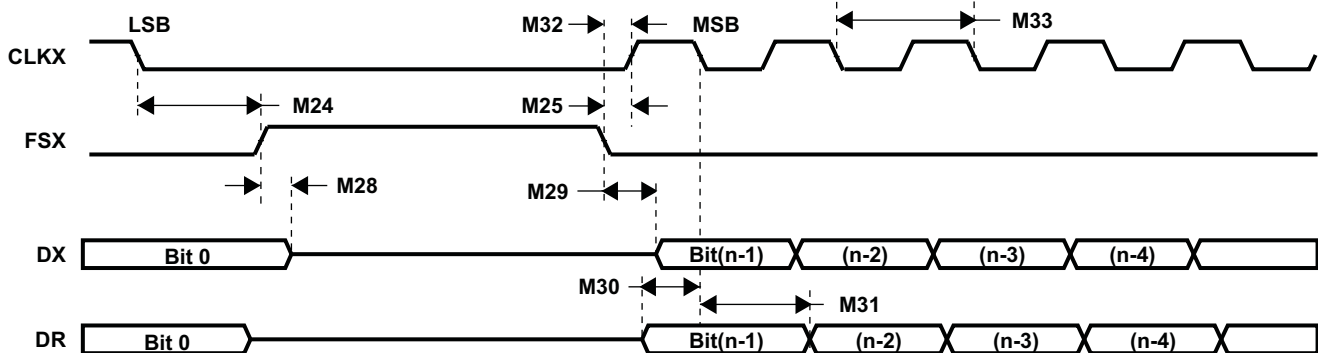 LSB M32 MSB M33
CLKX
M24 M25
FSX
M28 M29
DX Bit 0 Bit(n-1) (n-2) (n-3) (n-4)
M30 M31
DR Bit 0 Bit(n-1) (n-2) (n-3) (n-4)